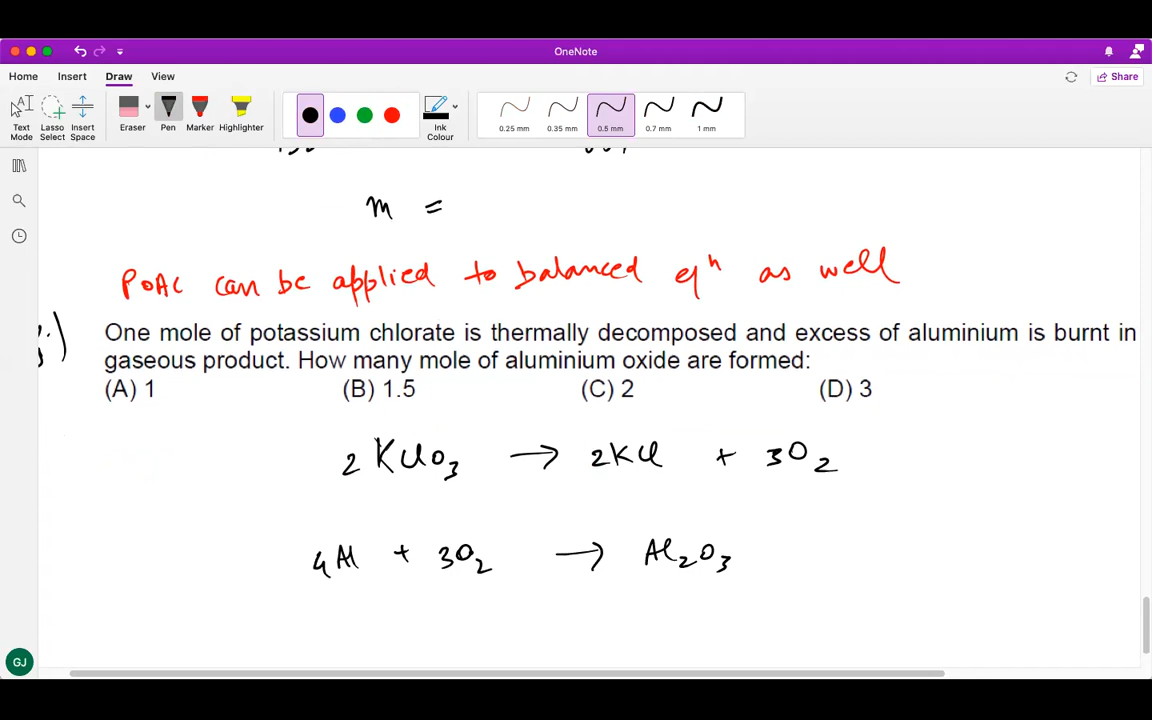 OneNote
Home Insert Draw View
Share
Text Mode
Lasso Select
Insert Space
Eraser
Pen
Marker
Highlighter
Ink Colour
0.25 mm
0.35 mm
0.5 mm
0.7 mm
1 mm
m =
POAC can be applied to balanced eqⁿ as well
One mole of potassium chlorate is thermally decomposed and excess of aluminium is burnt in
gaseous product. How many mole of aluminium oxide are formed:
(A) 1 (B) 1.5 (C) 2 (D) 3
2KClO₃ → 2KCl + 3O₂
4Al + 3O₂ → Al₂O₃
GJ